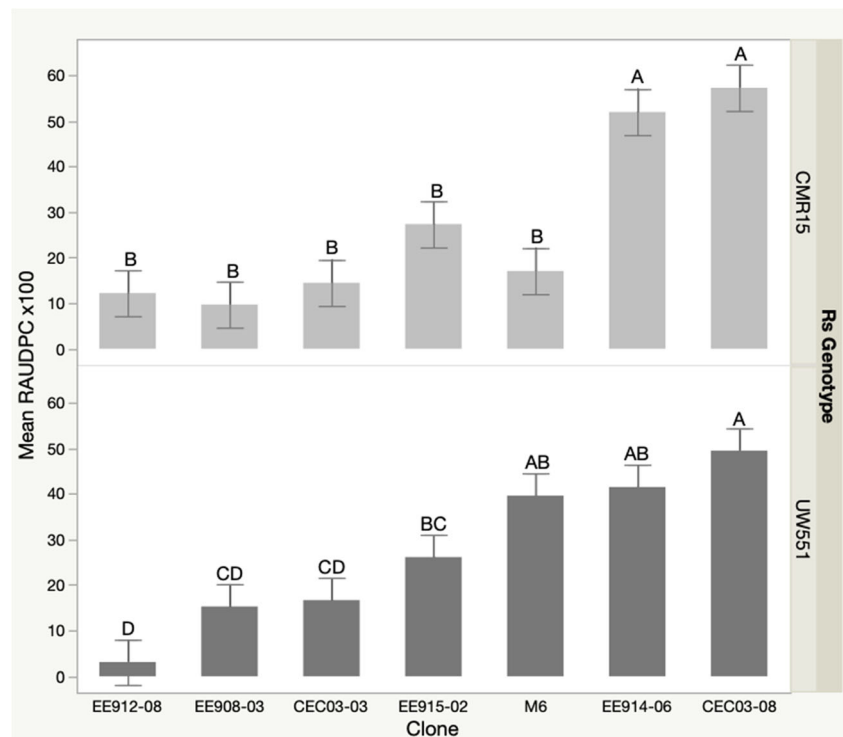 A
A
60
50
B
40
CMR15
30
B
B
B
B
20
10
0
Mean RAUDPC x100
Rs Genotype
60
A
50
AB
AB
40
BC
UW551
30
CD
CD
20
D
10
0
EE912-08 EE908-03 CEC03-03 EE915-02 M6 EE914-06 CEC03-08
Clone